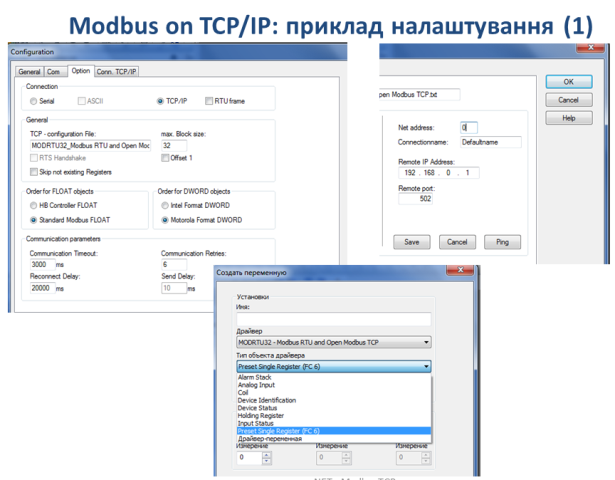 Modbus on TCP/IP: приклад налаштування (1)
Configuration
General Com Option Conn. TCP/IP
Connection
Serial ASCII TCP/IP RTU frame
General
TCP - configuration File: max. Block size:
MODRTU32_Modbus RTU and Open Moc 32
RTS Handshake Offset 1
Skip not existing Registers
Order for FLOAT objects Order for DWORD objects
HB Controller FLOAT Intel Format DWORD
Standard Modbus FLOAT Motorola Format DWORD
Communication parameters
Communication Timeout: Communication Retries:
3000 ms 6
Reconnect Delay: Send Delay:
20000 ms 10 ms
OK
pen Modbus TCP.txt
Cancel
Help
Net address: 0
Connectionname: Defaultname
Remote IP Address:
192 . 168 . 0 . 1
Remote port:
502
Save Cancel Ping
Создать переменную
Установки
Имя:
Драйвер
MODRTU32 - Modbus RTU and Open Modbus TCP
Тип объекта драйвера
Preset Single Register (FC 6)
Alarm Stack
Analog Input
Coil
Device Identification
Device Status
Holding Register
Input Status
Preset Single Register (FC 6)
Драйвер-переменная
Измерение Измерение Измерение
0 0 0